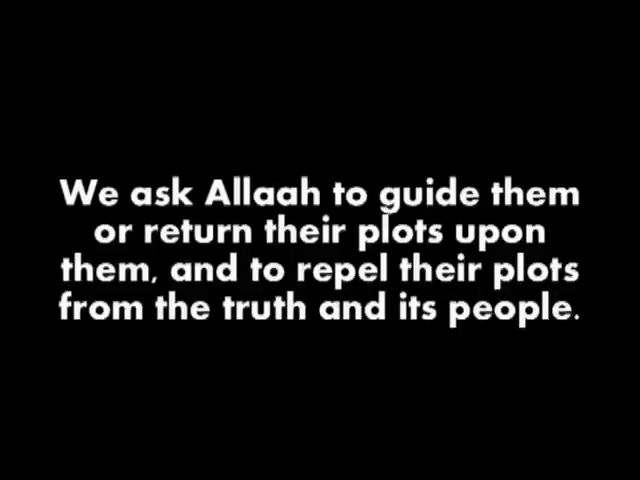 We ask Allaah to guide them
or return their plots upon
them, and to repel their plots
from the truth and its people.